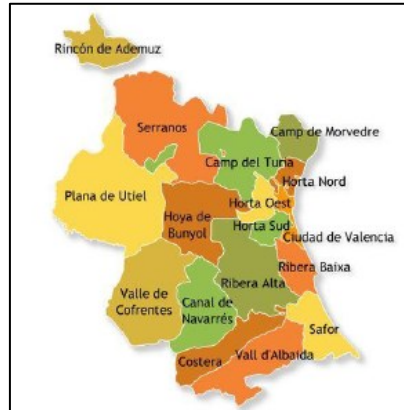 Rincón de Ademuz
Serranos
Camp de Morvedre
Camp del Turia
Horta Nord
Plana de Utiel
Horta Oest
Hoya de
Bunyol
Horta Sud
Ciudad de Valencia
Ribera Baixa
Ribera Alta
Valle de
Cofrentes
Canal de
Navarrés
Safor
Costera
Vall d'Albaida